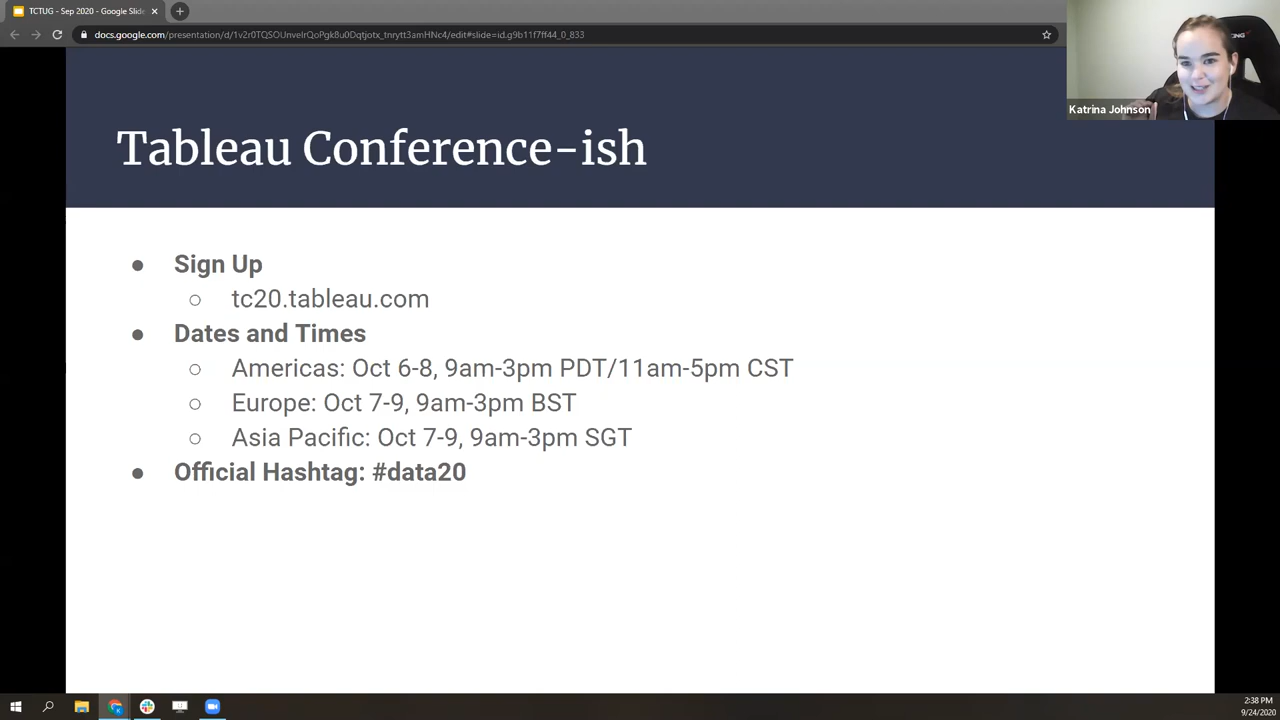 TCTUG - Sep 2020 - Google Slide
docs.google.com/presentation/d/1v2r0TQSOUnveIrQoPgk8u0Dqtjotx_tnrytt3amHNc4/edit#slide=id.g9b11f7ff44_0_833
Katrina Johnson
Tableau Conference-ish
● Sign Up
○ tc20.tableau.com
● Dates and Times
○ Americas: Oct 6-8, 9am-3pm PDT/11am-5pm CST
○ Europe: Oct 7-9, 9am-3pm BST
○ Asia Pacific: Oct 7-9, 9am-3pm SGT
● Official Hashtag: #data20
2:38 PM
9/24/2020